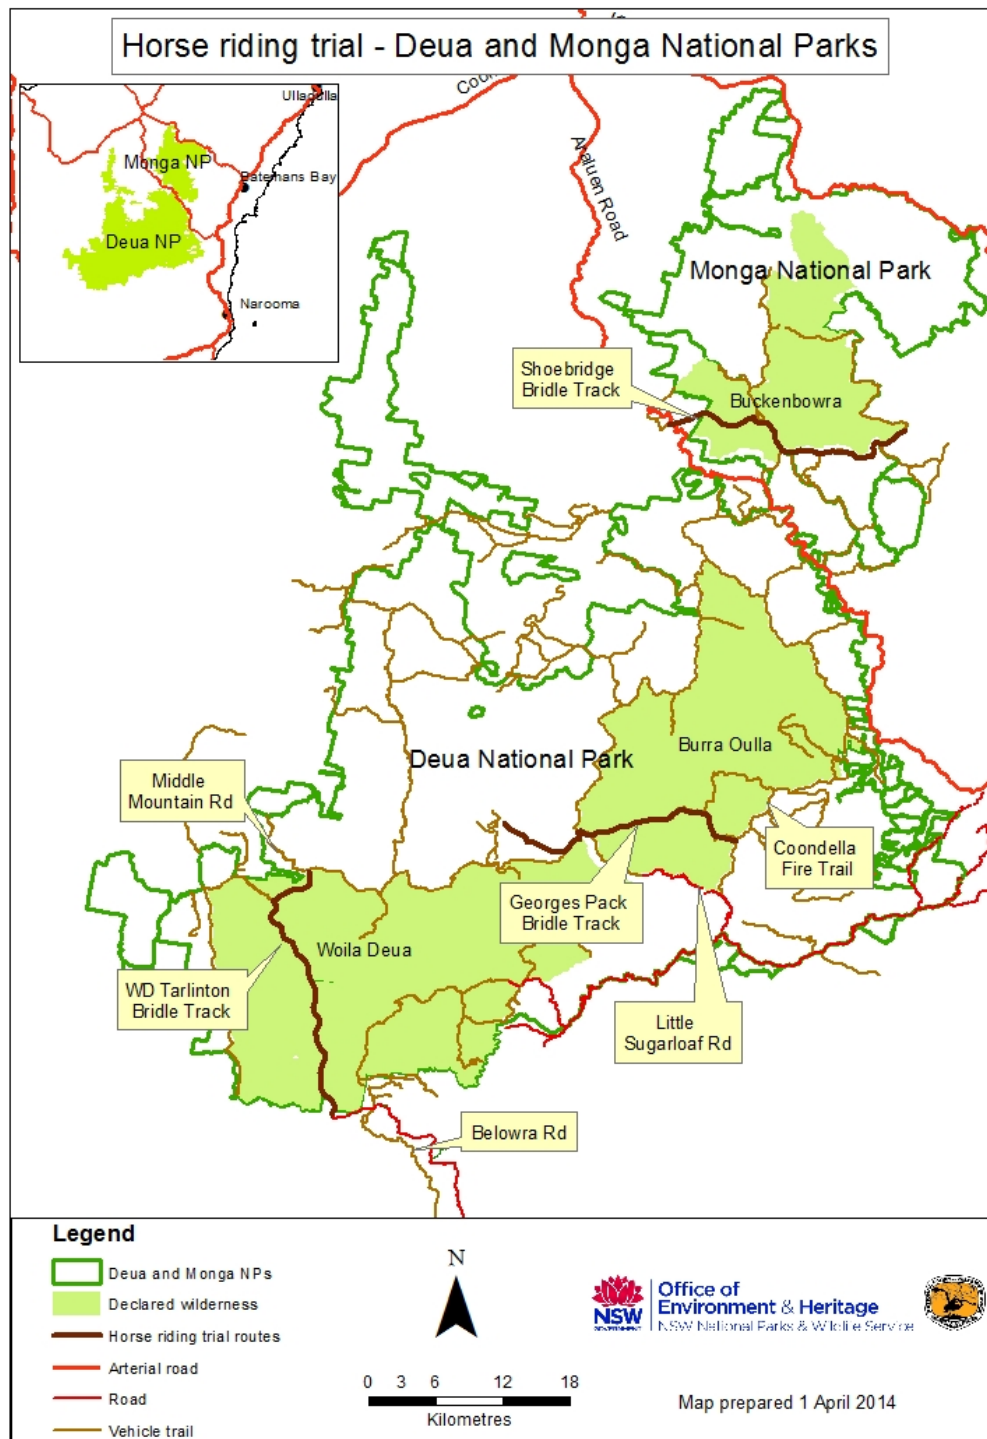 Horse riding trial - Deua and Monga National Parks
Ulladulla
Monga NP
Batemans Bay
Deua NP
Narooma
Araluen Road
Monga National Park
Shoebridge
Bridle Track
Buckenbowra
Burra Oulla
Deua National Park
Middle
Mountain Rd
Coondella
Fire Trail
Georges Pack
Bridle Track
Woila Deua
WD Tarlinton
Bridle Track
Little
Sugarloaf Rd
Belowra Rd
Legend
Deua and Monga NPs
Declared wilderness
Horse riding trial routes
Arterial road
Road
Vehicle trail
N
0 3 6 12 18
Kilometres
NSW
GOVERNMENT
Office of
Environment & Heritage
NSW National Parks & Wildlife Service
Map prepared 1 April 2014